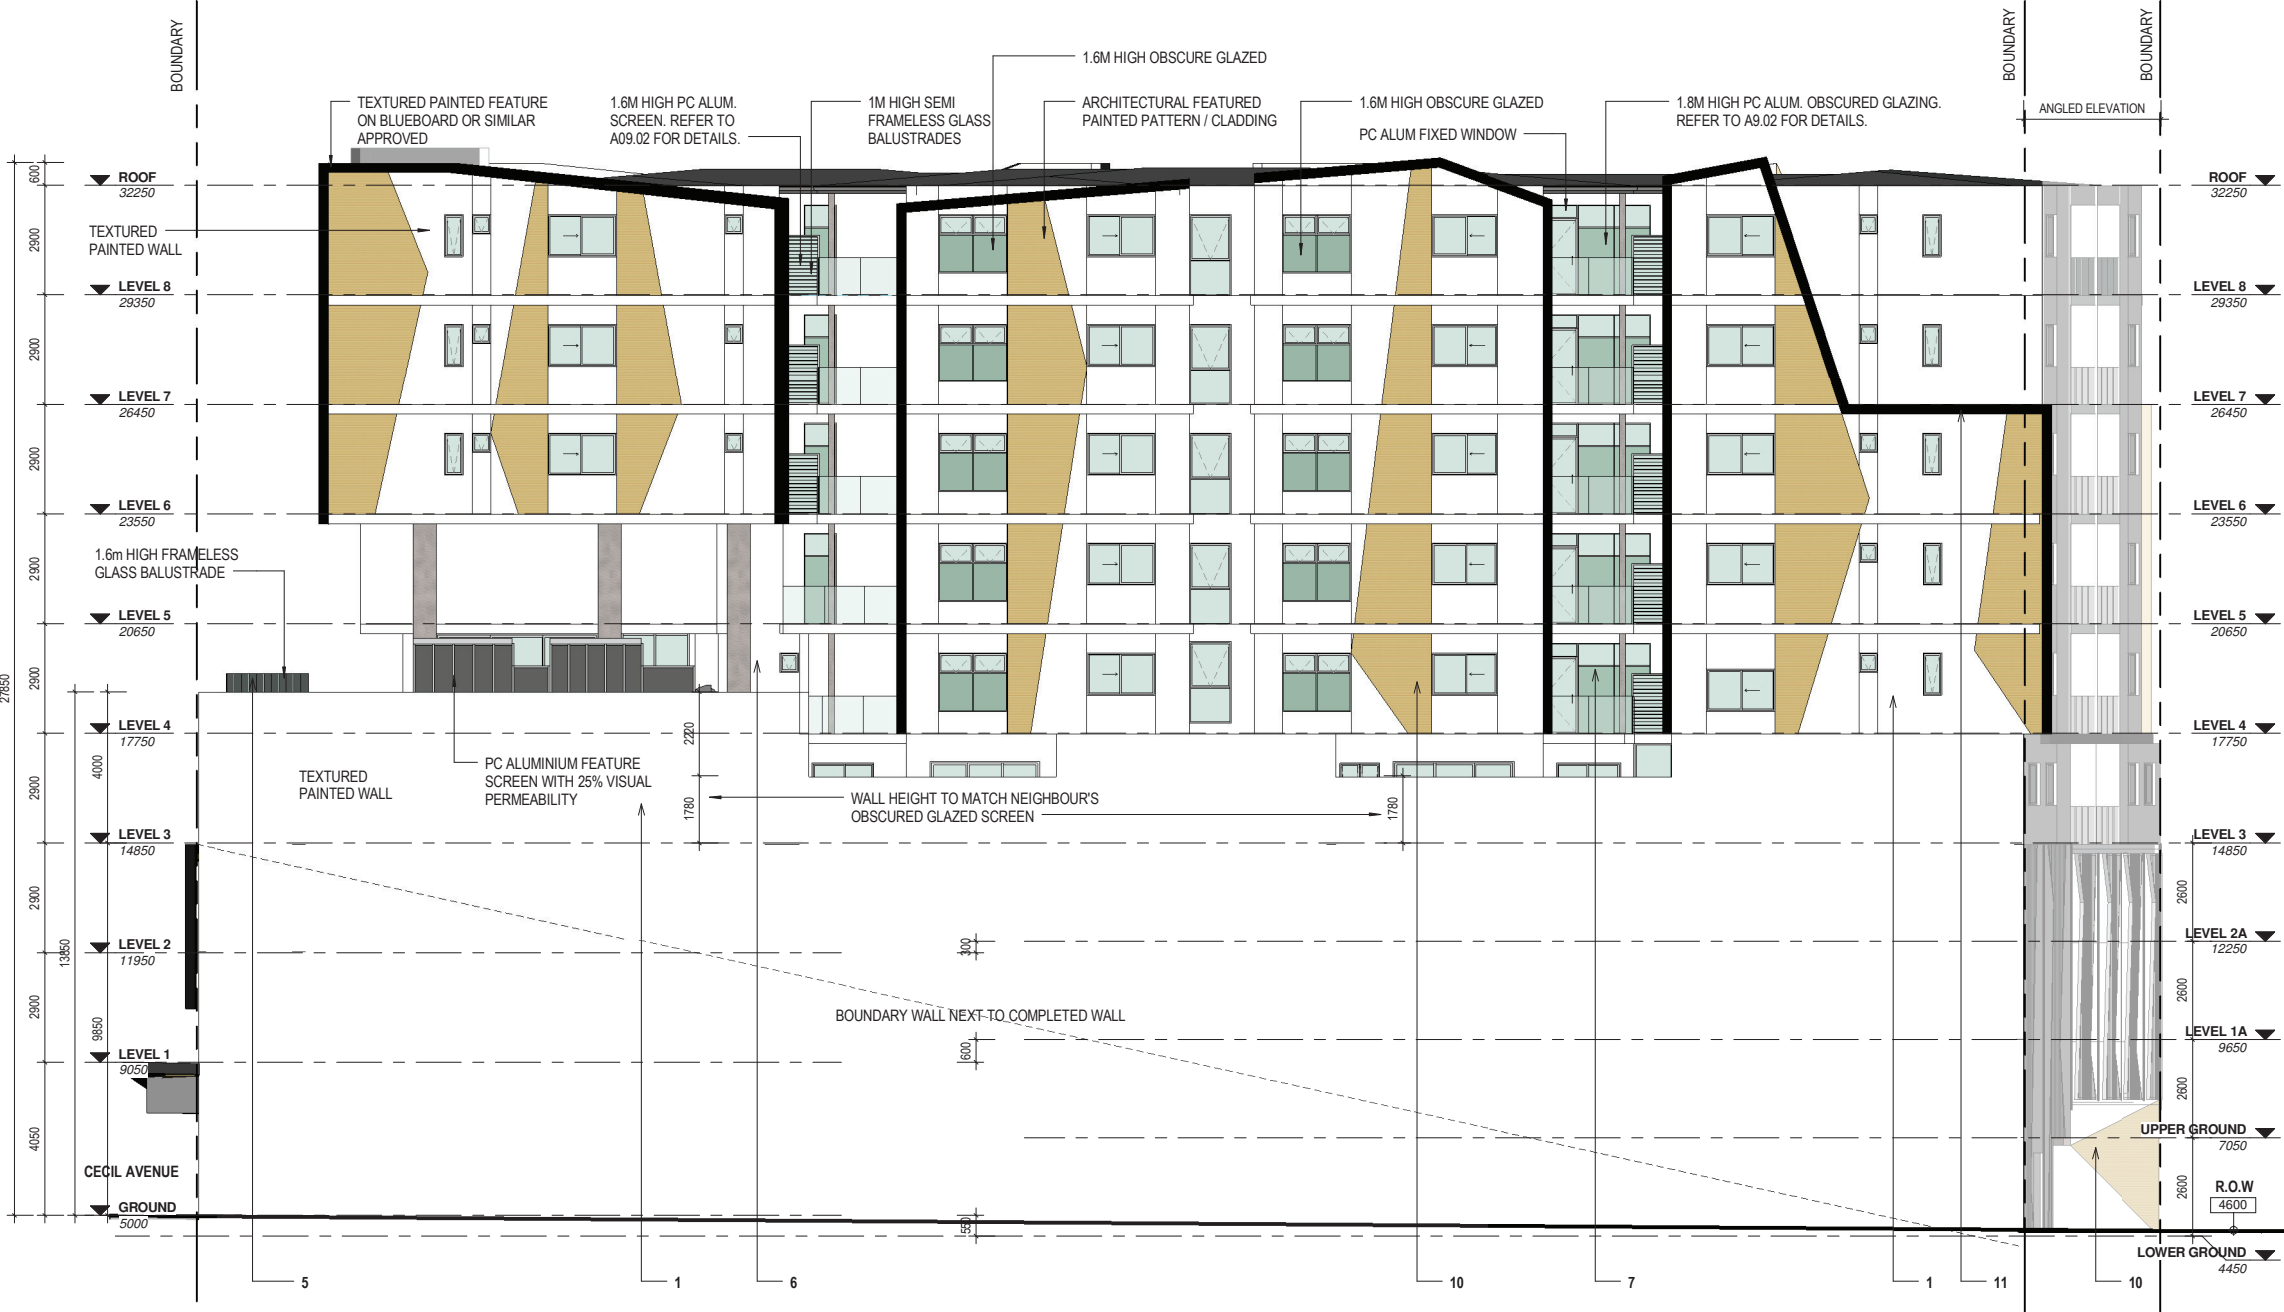 BOUNDARY
BOUNDARY
BOUNDARY
1.6M HIGH OBSCURE GLAZED
TEXTURED PAINTED FEATURE
ON BLUEBOARD OR SIMILAR
APPROVED
1.6M HIGH PC ALUM.
SCREEN. REFER TO
A09.02 FOR DETAILS.
1M HIGH SEMI
FRAMELESS GLASS
BALUSTRADES
ARCHITECTURAL FEATURED
PAINTED PATTERN / CLADDING
1.6M HIGH OBSCURE GLAZED
PC ALUM FIXED WINDOW
1.8M HIGH PC ALUM. OBSCURED GLAZING.
REFER TO A9.02 FOR DETAILS.
ANGLED ELEVATION
600
ROOF
32250
ROOF
32250
TEXTURED
PAINTED WALL
2900
LEVEL 8
29350
LEVEL 8
29350
2900
LEVEL 7
26450
LEVEL 7
26450
2900
LEVEL 6
23550
LEVEL 6
23550
1.6m HIGH FRAMELESS
GLASS BALUSTRADE
2900
LEVEL 5
20650
LEVEL 5
20650
27850
2900
LEVEL 4
17750
LEVEL 4
17750
2220
4000
2900
TEXTURED
PAINTED WALL
PC ALUMINIUM FEATURE
SCREEN WITH 25% VISUAL
PERMEABILITY
1780
WALL HEIGHT TO MATCH NEIGHBOUR'S
OBSCURED GLAZED SCREEN
1780
LEVEL 3
14850
LEVEL 3
14850
2900
2600
LEVEL 2
11950
LEVEL 2A
12250
13850
300
2900
9850
2600
BOUNDARY WALL NEXT TO COMPLETED WALL
LEVEL 1
9050
600
LEVEL 1A
9650
2600
4050
UPPER GROUND
7050
CECIL AVENUE
2600
R.O.W
4600
GROUND
5000
550
LOWER GROUND
4450
5
1
6
10
7
1
11
10